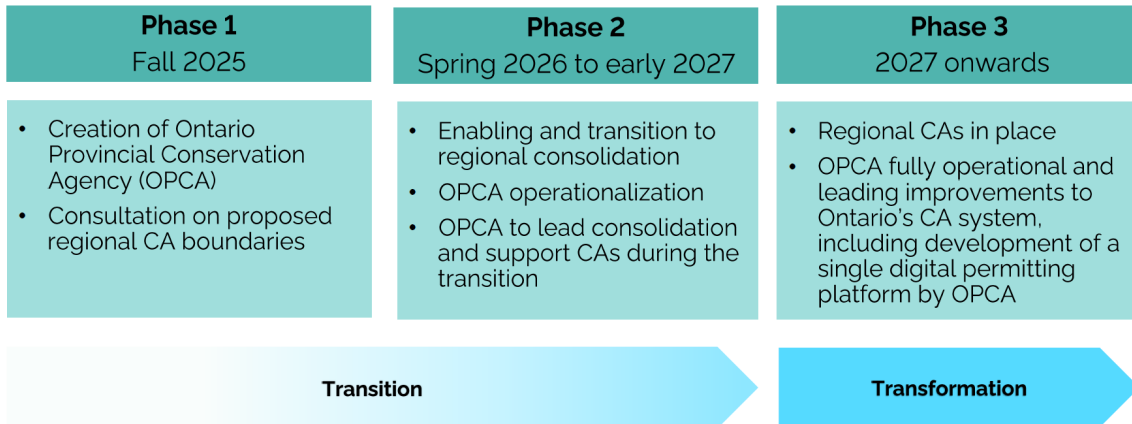 Phase 1
Fall 2025
• Creation of Ontario
Provincial Conservation
Agency (OPCA)
• Consultation on proposed
regional CA boundaries
Phase 2
Spring 2026 to early 2027
• Enabling and transition to
regional consolidation
• OPCA operationalization
• OPCA to lead consolidation
and support CAs during the
transition
Phase 3
2027 onwards
• Regional CAs in place
• OPCA fully operational and
leading improvements to
Ontario's CA system,
including development of a
single digital permitting
platform by OPCA
Transition
Transformation